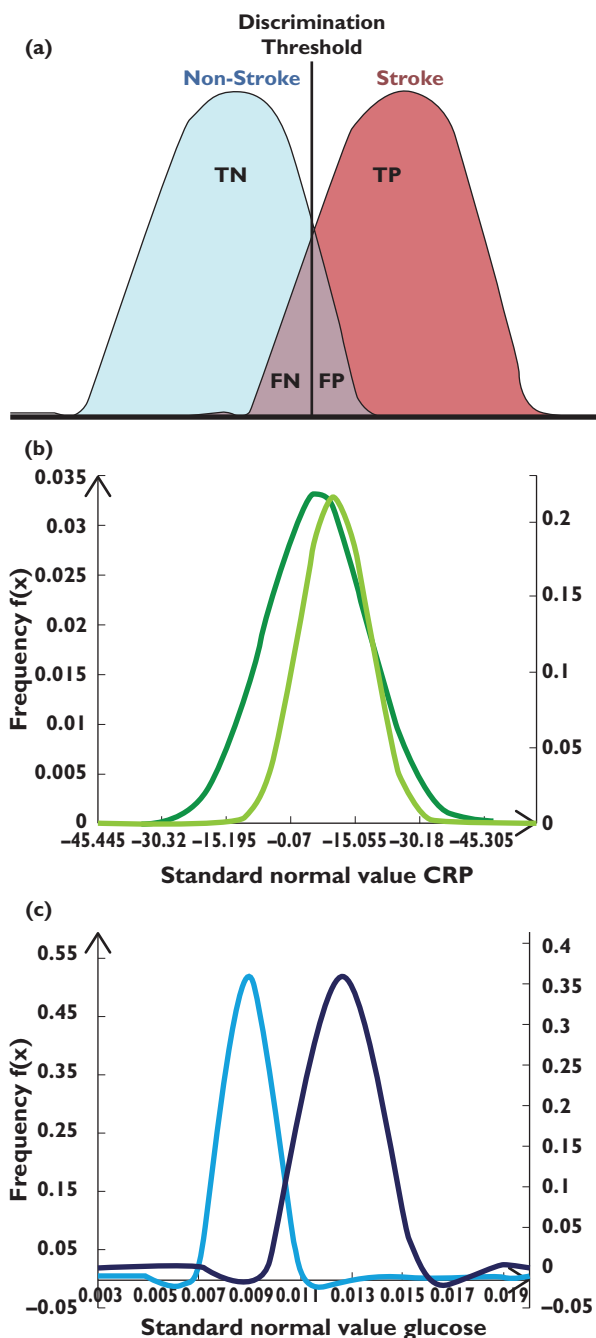 Discrimination
(a) Threshold
Non-Stroke Stroke
TN TP
FN FP
(b)
0.035
0.03
0.025
0.02
0.015
0.01
0.005
0
Frequency f(x)
0.2
0.15
0.1
0.05
0
−45.445 −30.32 −15.195 −0.07 −15.055 −30.18 −45.305
Standard normal value CRP
(c)
0.55
0.45
0.35
0.25
0.15
0.05
−0.05
Frequency f(x)
0.4
0.35
0.3
0.25
0.2
0.15
0.1
0.05
0
−0.05
0.003 0.005 0.007 0.009 0.011 0.013 0.015 0.017 0.019
Standard normal value glucose